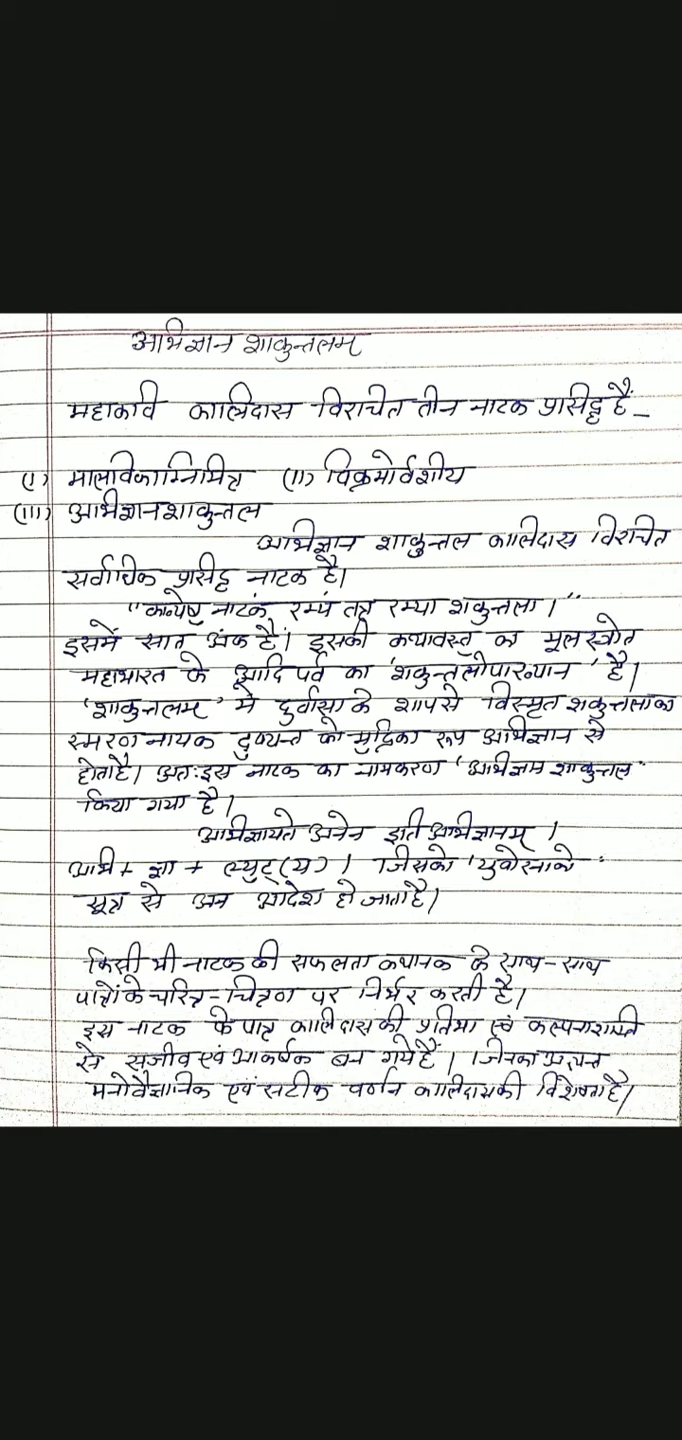 अभिज्ञान शाकुन्तलम्
महाकवि कालिदास विरचित तीन नाटक प्रसिद्ध हैं_
(I) मालविकाग्निमित्र (II) विक्रमोर्वशीय
(III) अभिज्ञानशाकुन्तल
अभिज्ञान शाकुन्तल कालिदास विरचित
सर्वाधिक प्रसिद्ध नाटक है।
"काव्येषु नाटकं रम्यं तत्र रम्या शकुन्तला।"
इसमें सात अंक हैं। इसकी कथावस्तु का मूल स्त्रोत
महाभारत के आदि पर्व का 'शकुन्तलोपाख्यान' है।
'शाकुन्तलम्' में दुर्वासा के शाप से विस्मृत शकुन्तलाका
स्मरण नायक दुष्यन्त को मुद्रिका रूप अभिज्ञान से
होता है। अतः इस नाटक का नामकरण 'अभिज्ञान शाकुन्तल'
किया गया है।
अभिज्ञायते अनेन इति अभिज्ञानम्।
अभि + ज्ञा + ल्युट् (यु)। जिसको 'युवोरनाकौ'
सूत्र से अन आदेश हो जाता है।
किसी भी नाटक की सफलता कथानक के साथ-साथ
पात्रों के चरित्र-चित्रण पर निर्भर करती है।
इस नाटक के पात्र कालिदास की प्रतिभा एवं कल्पनाशक्ति
से सजीव एवं आकर्षक बन गये हैं। जिनका अत्यन्त
मनोवैज्ञानिक एवं सटीक वर्णन कालिदास की विशेषता है।